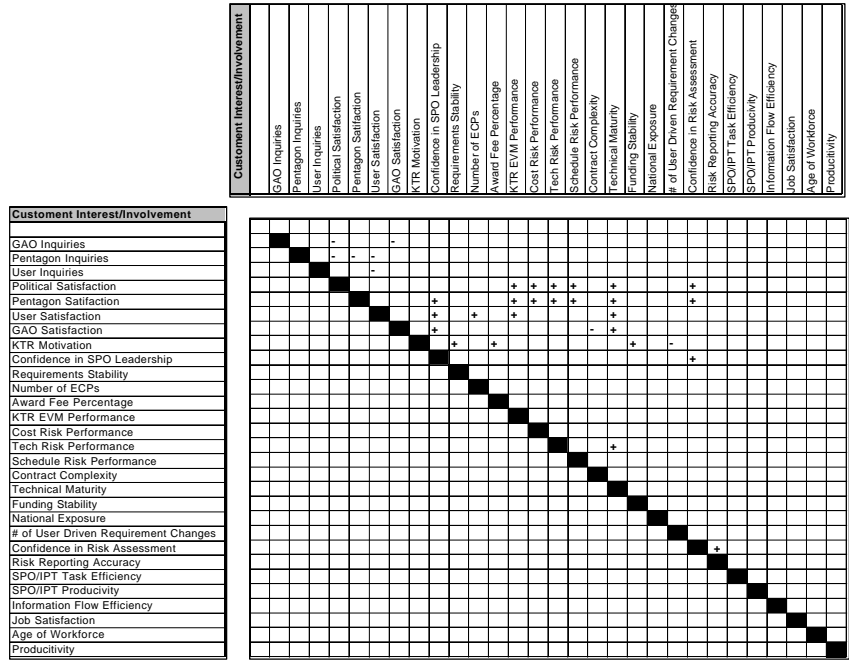 Customent Interest/Involvement
GAO Inquiries
Pentagon Inquiries
User Inquiries
Political Satisfaction
Pentagon Satifaction
User Satisfaction
GAO Satisfaction
KTR Motivation
Confidence in SPO Leadership
Requirements Stability
Number of ECPs
Award Fee Percentage
KTR EVM Performance
Cost Risk Performance
Tech Risk Performance
Schedule Risk Performance
Contract Complexity
Technical Maturity
Funding Stability
National Exposure
# of User Driven Requirement Changes
Confidence in Risk Assessment
Risk Reporting Accuracy
SPO/IPT Task Efficiency
SPO/IPT Producivity
Information Flow Efficiency
Job Satisfaction
Age of Workforce
Producitivity
Customent Interest/Involvement
GAO Inquiries - -
Pentagon Inquiries - - -
User Inquiries -
Political Satisfaction + + + + + +
Pentagon Satifaction + + + + + + +
User Satisfaction + + + +
GAO Satisfaction + - +
KTR Motivation + + + -
Confidence in SPO Leadership +
Requirements Stability
Number of ECPs
Award Fee Percentage
KTR EVM Performance
Cost Risk Performance
Tech Risk Performance +
Schedule Risk Performance
Contract Complexity
Technical Maturity
Funding Stability
National Exposure
# of User Driven Requirement Changes
Confidence in Risk Assessment +
Risk Reporting Accuracy
SPO/IPT Task Efficiency
SPO/IPT Producivity
Information Flow Efficiency
Job Satisfaction
Age of Workforce
Producitivity